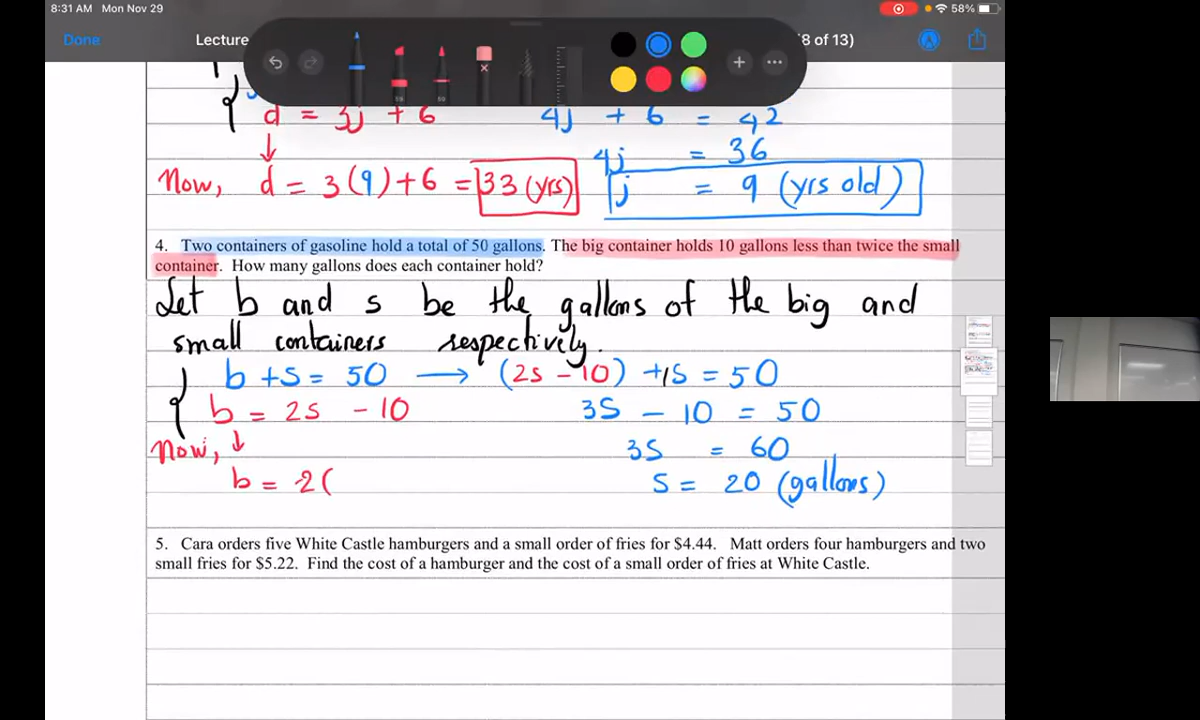 8:31 AM Mon Nov 29
58%
Done
Lecture
(8 of 13)
d = 3j + 6
4j + 6 = 42
4j = 36
Now, d = 3(9)+6 = 33 (yrs)
j = 9 (yrs old)
4. Two containers of gasoline hold a total of 50 gallons. The big container holds 10 gallons less than twice the small
container. How many gallons does each container hold?
Let b and s be the gallons of the big and
small containers respectively.
b + s = 50 → (2s - 10) + 1s = 50
b = 2s - 10
3s - 10 = 50
Now, ↓
3s = 60
b = 2(
s = 20 (gallons)
5. Cara orders five White Castle hamburgers and a small order of fries for $4.44. Matt orders four hamburgers and two
small fries for $5.22. Find the cost of a hamburger and the cost of a small order of fries at White Castle.